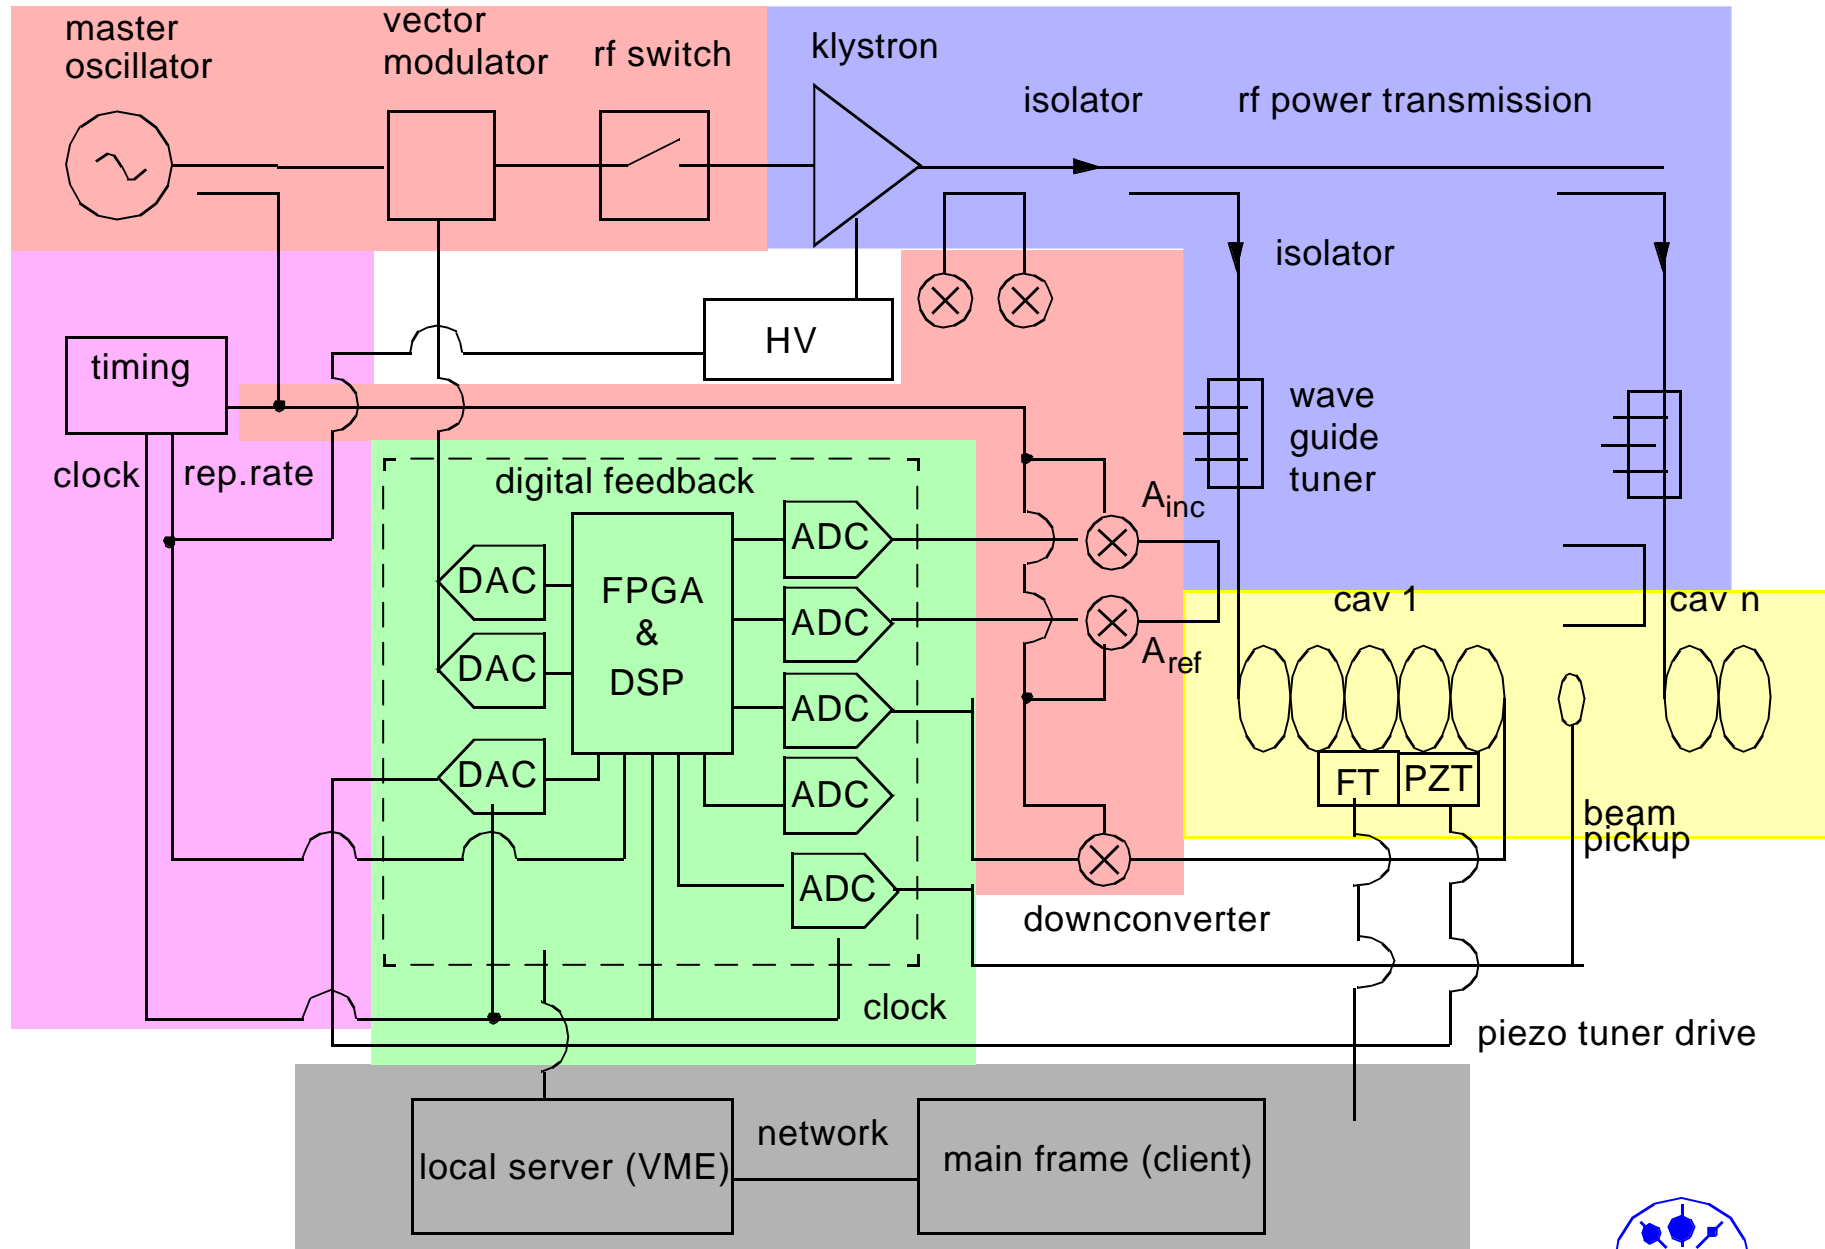 master
oscillator
vector
modulator
rf switch
klystron
isolator
rf power transmission
isolator
HV
timing
wave
guide
tuner
clock
rep.rate
digital feedback
A inc
ADC
DAC
FPGA
&
DSP
ADC
A ref
cav 1
cav n
DAC
ADC
DAC
ADC
FT
PZT
beam
pickup
ADC
downconverter
clock
piezo tuner drive
network
local server (VME)
main frame (client)